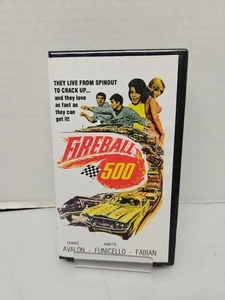 THEY LIVE FROM SPINOUT
TO CRACK UP...
and they love
as fast as
they can
get it!
FIREBALL
500
FRANKIE ANNETTE
AVALON - FUNICELLO - FABIAN